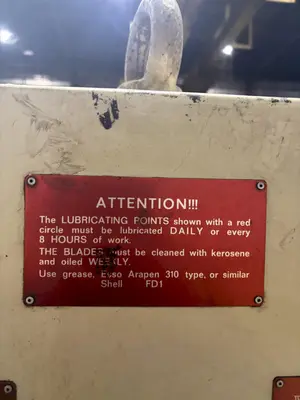 ATTENTION!!!
The LUBRICATING POINTS shown with a red
circle must be lubricated DAILY or every
8 HOURS of work.
THE BLADES must be cleaned with kerosene
and oiled WEEKLY.
Use grease, Esso Arapen 310 type, or similar
Shell FD1